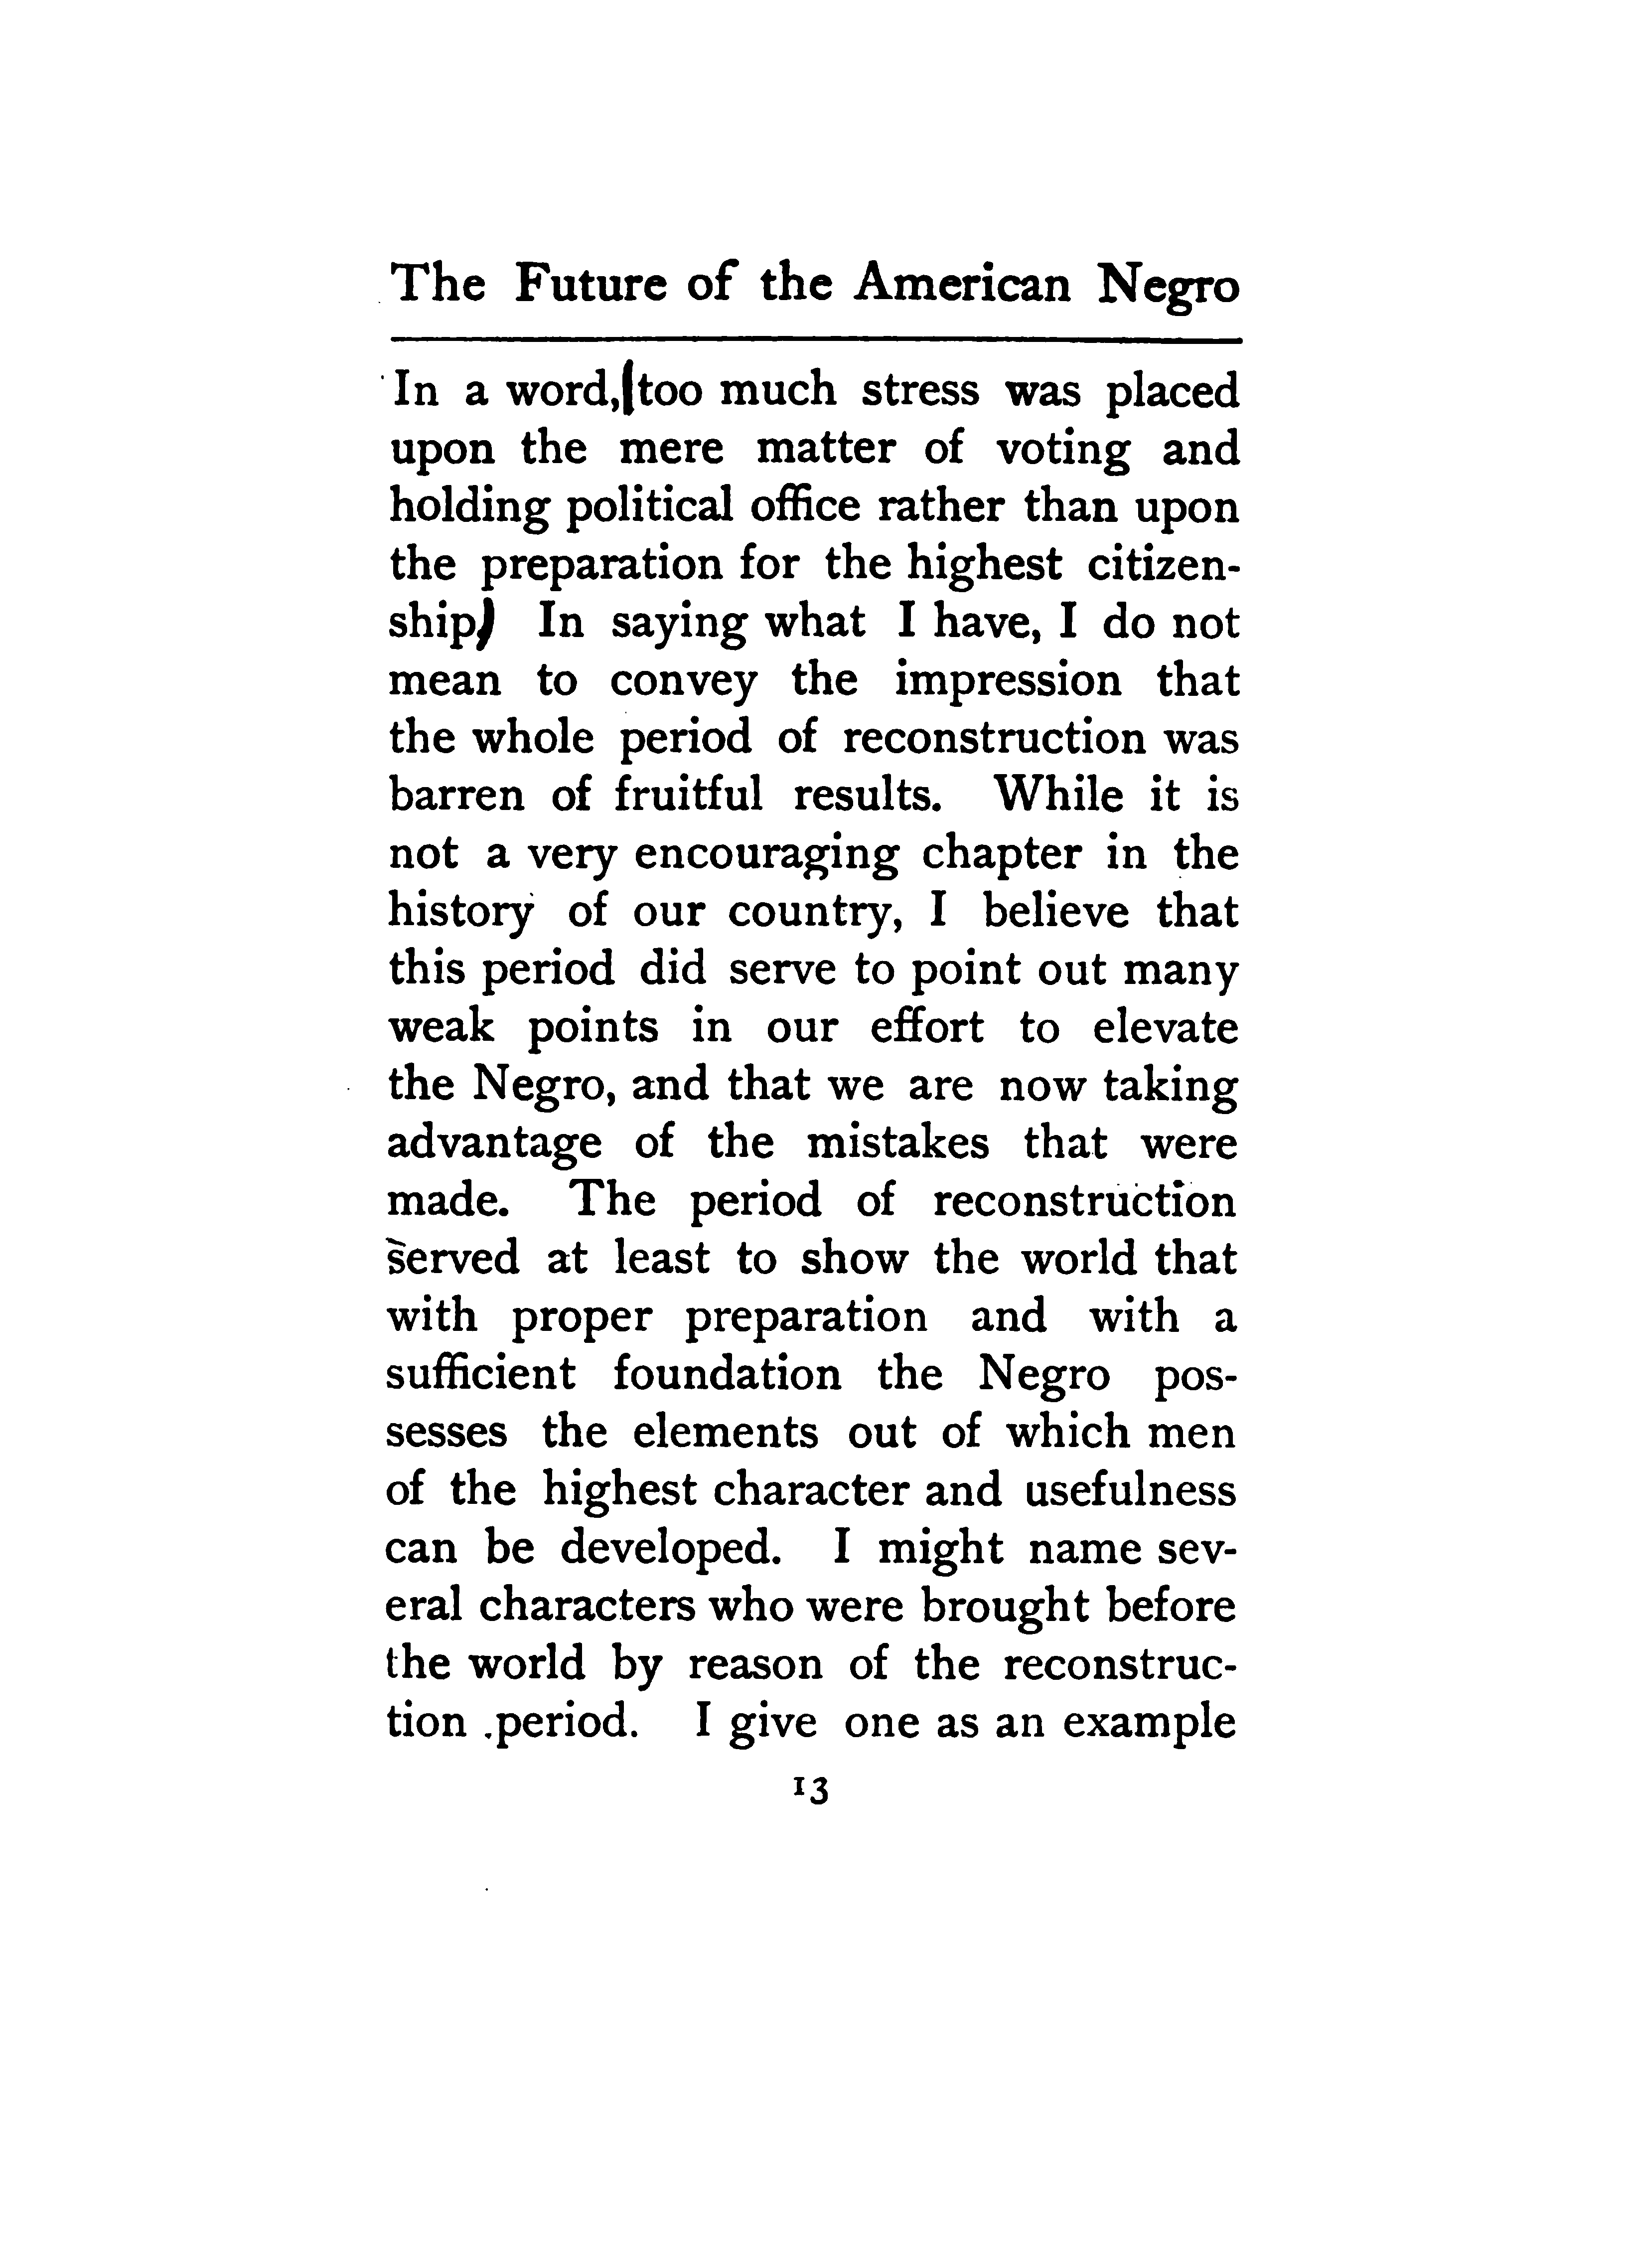 The Future of the American Negro
In a word, (too much stress was placed
upon the mere matter of voting and
holding political office rather than upon
the preparation for the highest citizen-
ship.) In saying what I have, I do not
mean to convey the impression that
the whole period of reconstruction was
barren of fruitful results. While it is
not a very encouraging chapter in the
history of our country, I believe that
this period did serve to point out many
weak points in our effort to elevate
the Negro, and that we are now taking
advantage of the mistakes that were
made. The period of reconstruction
served at least to show the world that
with proper preparation and with a
sufficient foundation the Negro pos-
sesses the elements out of which men
of the highest character and usefulness
can be developed. I might name sev-
eral characters who were brought before
the world by reason of the reconstruc-
tion period. I give one as an example
13